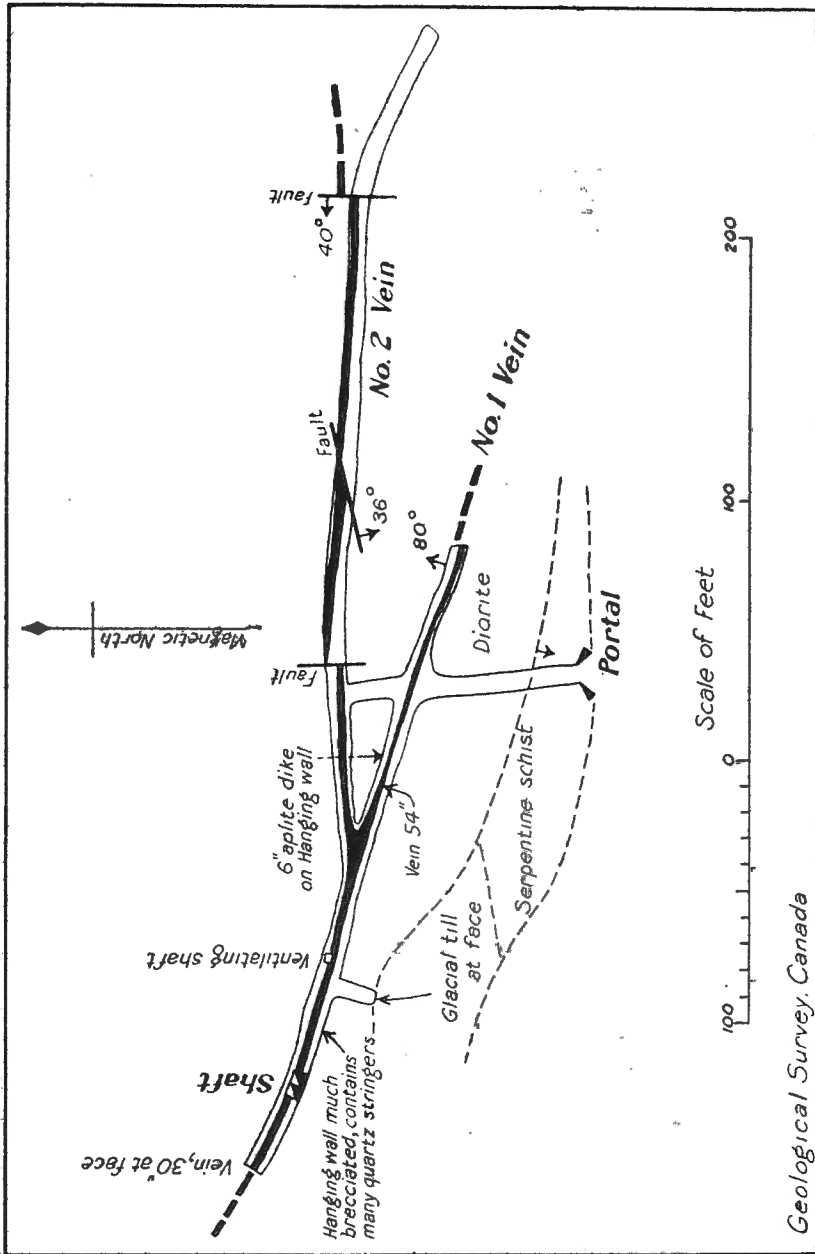 Vein, 30" at face
Shaft
Hanging wall much
brecciated, contains
many quartz stringers
Ventilating shaft
Glacial till
at face
6" aplite dike
on Hanging wall
Vein 54"
Serpentine schist
Magnetic North
Fault
Diorite
Portal
80°
No. 1 Vein
Fault
36°
No. 2 Vein
Fault
40°
Scale of Feet
100
0
100
200
Geological Survey, Canada